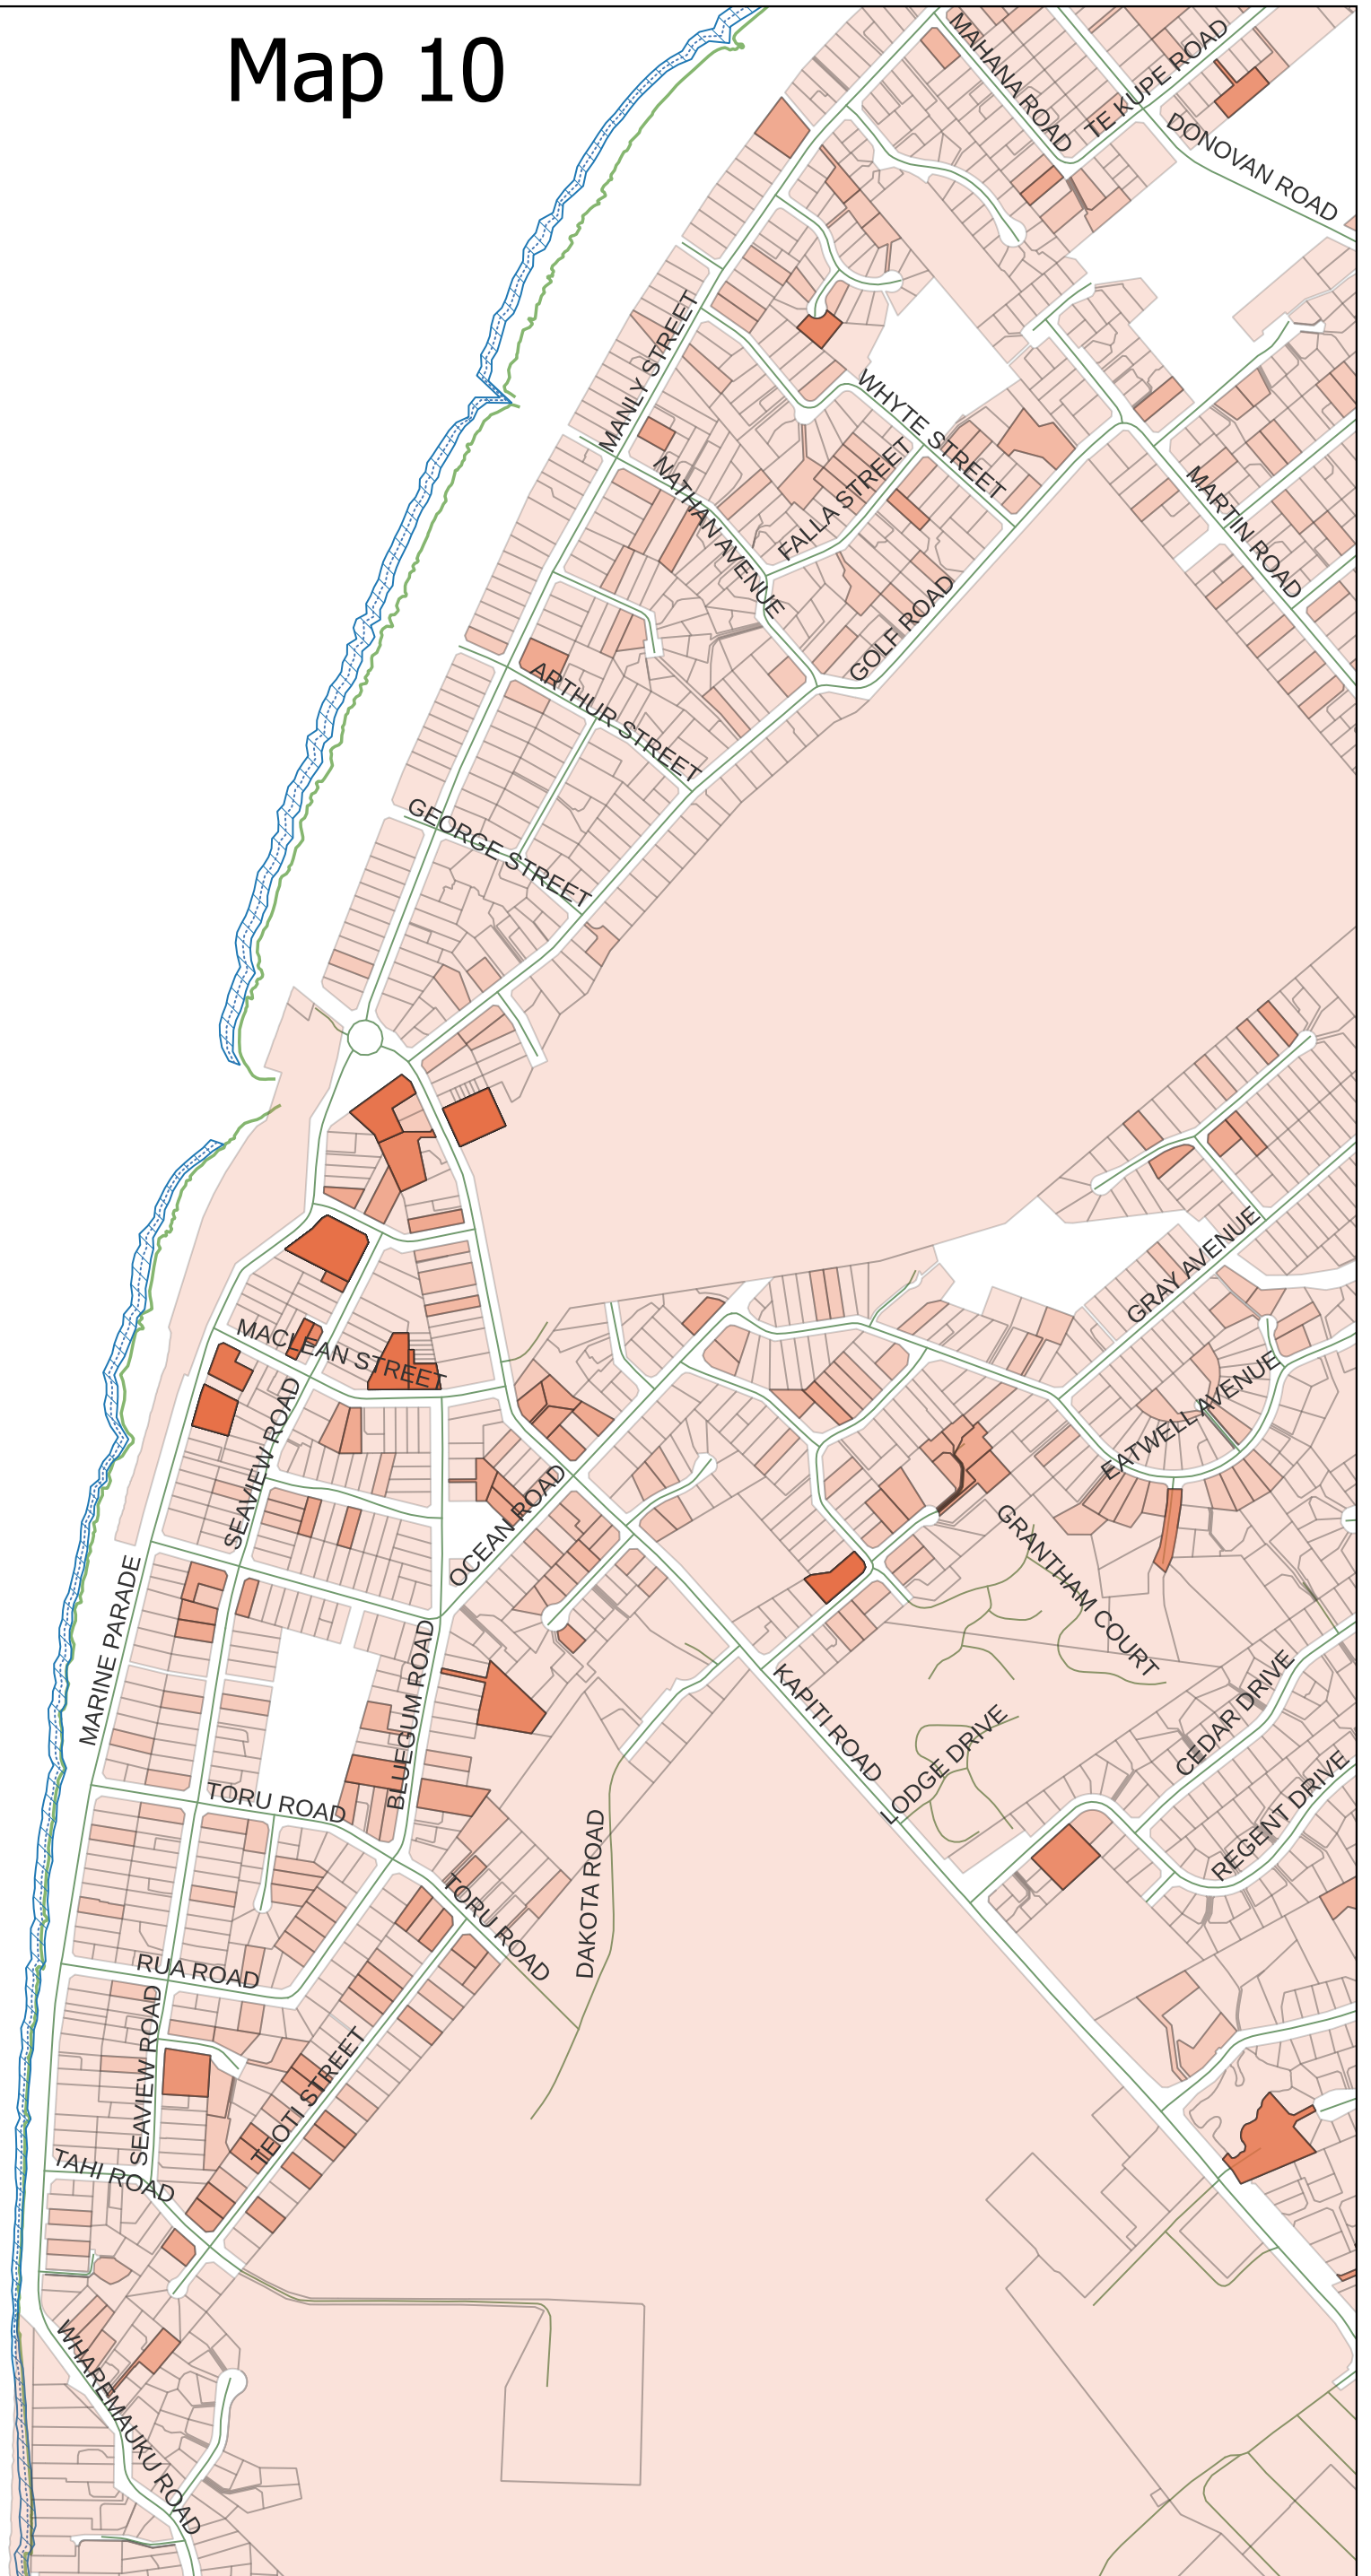 Map 10
MAHANA ROAD
TE KUPE ROAD
DONOVAN ROAD
MANLY STREET
WHYTE STREET
NATHAN AVENUE
FALLA STREET
MARTIN ROAD
GOLF ROAD
ARTHUR STREET
GEORGE STREET
GRAY AVENUE
MACLEAN STREET
EATWELL AVENUE
SEAVIEW ROAD
OCEAN ROAD
GRANTHAM COURT
MARINE PARADE
BLUEGUM ROAD
KAPITI ROAD
CEDAR DRIVE
LODGE DRIVE
REGENT DRIVE
TORU ROAD
DAKOTA ROAD
TORU ROAD
RUA ROAD
SEAVIEW ROAD
TEOTI STREET
TAHI ROAD
WHAREMAUKU ROAD